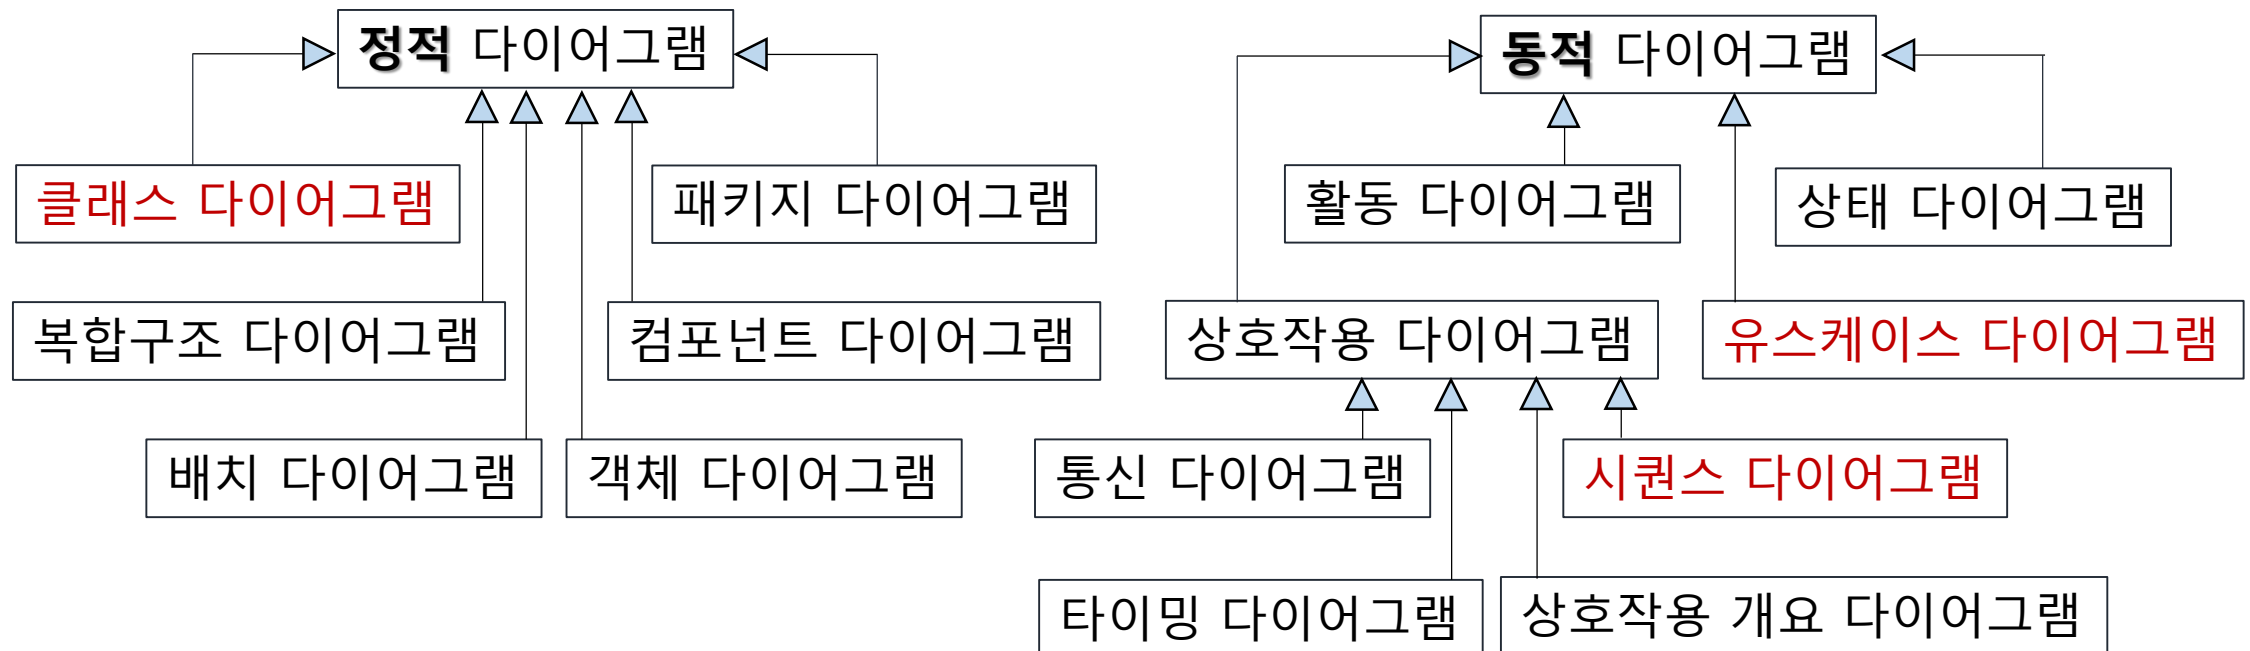 정적 다이어그램
동적 다이어그램
클래스 다이어그램
패키지 다이어그램
활동 다이어그램
상태 다이어그램
복합구조 다이어그램
컴포넌트 다이어그램
상호작용 다이어그램
유스케이스 다이어그램
배치 다이어그램
객체 다이어그램
통신 다이어그램
시퀀스 다이어그램
타이밍 다이어그램
상호작용 개요 다이어그램